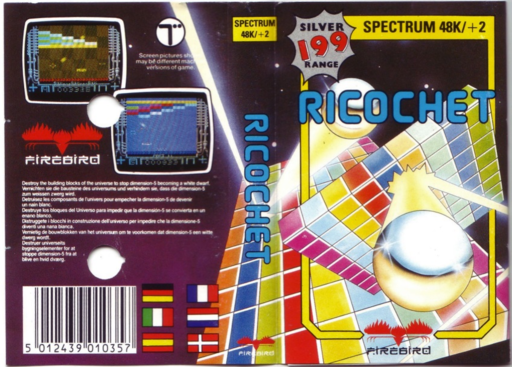 Screen pictures
may be different
versions of game.
FIREBIRD
Destroy the building blocks of the universe to stop dimension-5 becoming a white dwarf.
Vernichten sie die bausteine des universums und verhindern sie, dass die dimension-5
zum weissen zwerg wird.
Detruisez les composants de l'univers pour empecher la dimension-5 de devenir
un nain blanc.
Destruye los bloques del Universo para impedir que la dimension-5 se convierta en un
enano blanco.
Distruggete i blocchi in construzione dell'universo per impedire che la dimensione-5
diventi una nana bianca.
Vernietig de bouwblokken van het universum om te voorkomen dat dimension-5 een witte
dwerg wordt.
Destruer universets
bygningselementer for at
stoppe dimension-5 fra at
blive en hvid dværg.
5 012439 010357
SPECTRUM
48K/+2
RICOCHET
FIREBIRD
SILVER
199
RANGE
SPECTRUM 48K/+2
RICOCHET
FIREBIRD